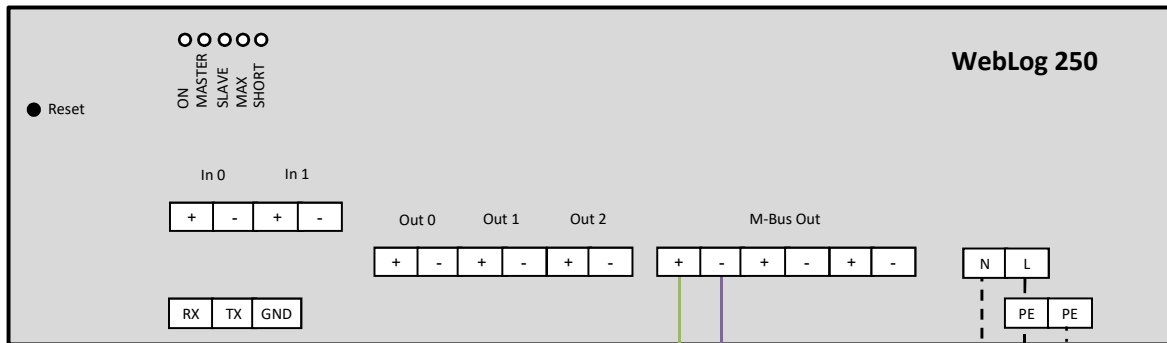 WebLog 250
ON
MASTER
SLAVE
MAX
SHORT
Reset
In 0 In 1
+ - + -
Out 0 Out 1 Out 2 M-Bus Out
+ - + - + - + - + - + - N L
RX TX GND PE PE